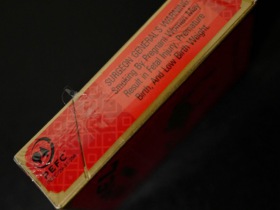 SURGEON GENERAL'S WARNING:
Smoking By Pregnant Women May
Result in Fetal Injury, Premature
Birth, And Low Birth Weight.